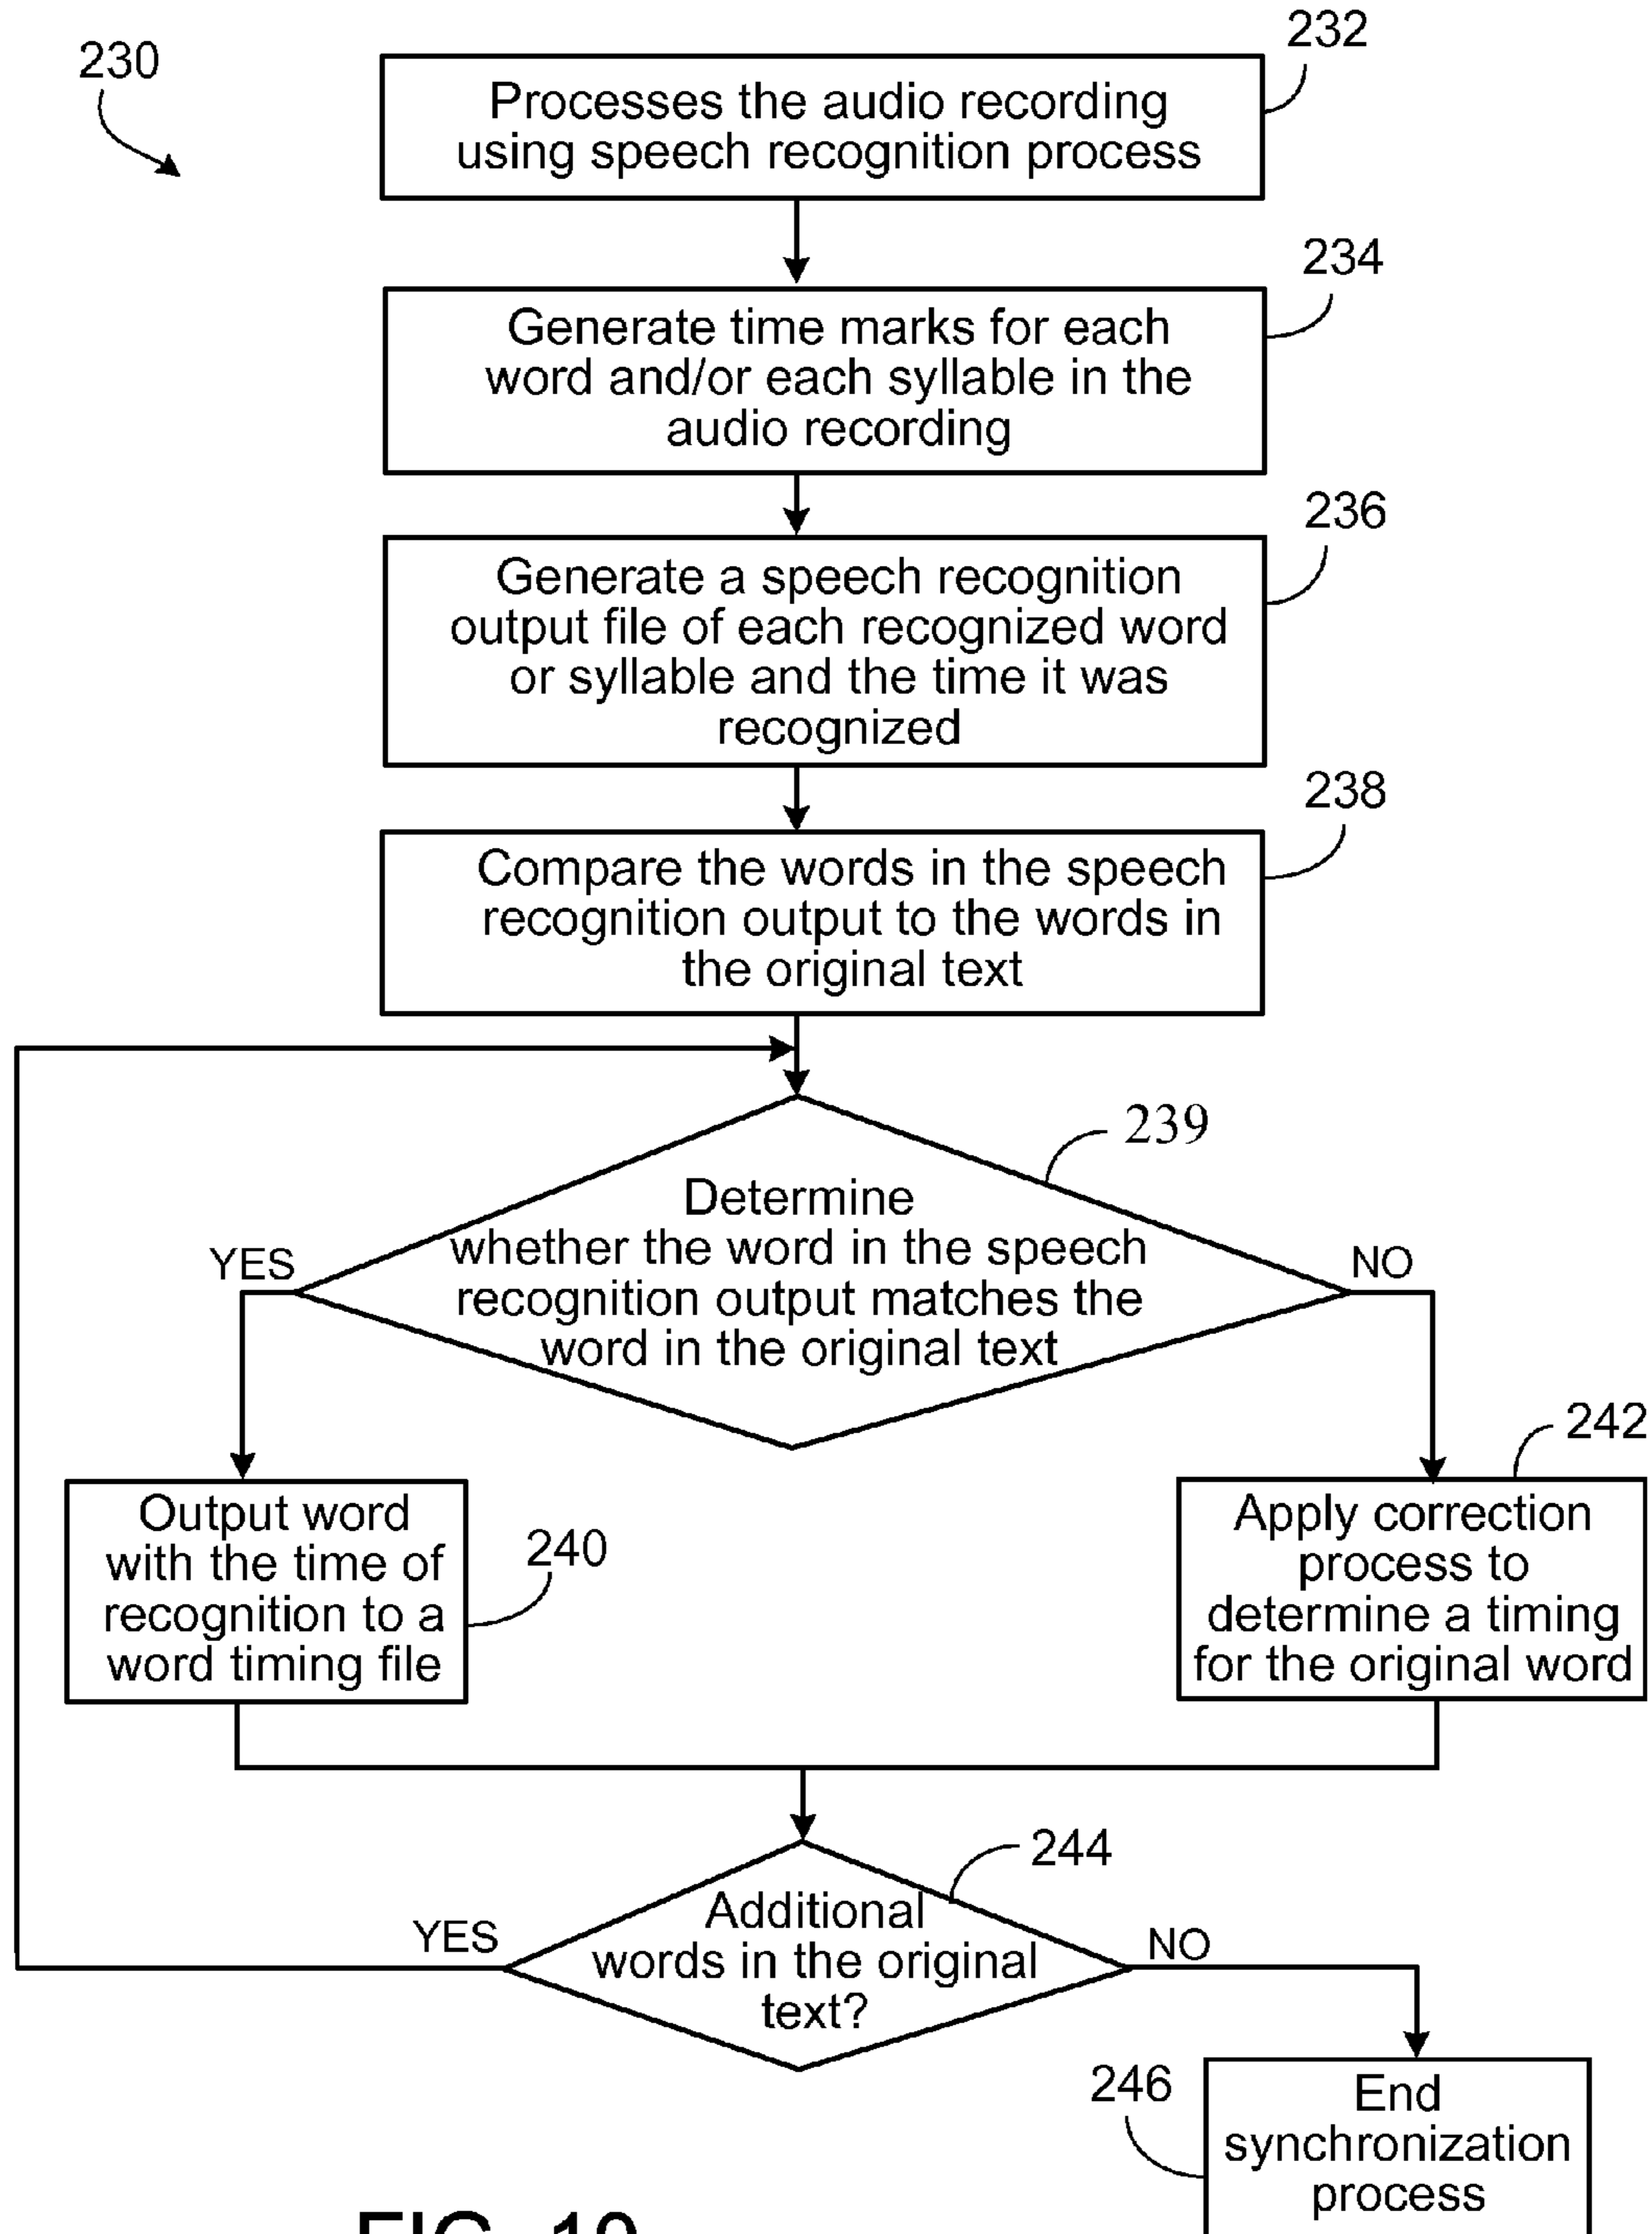 230
232
Processes the audio recording
using speech recognition process
234
Generate time marks for each
word and/or each syllable in the
audio recording
236
Generate a speech recognition
output file of each recognized word
or syllable and the time it was
recognized
238
Compare the words in the speech
recognition output to the words in
the original text
239
Determine
whether the word in the speech
recognition output matches the
word in the original text
YES
NO
240
Output word
with the time of
recognition to a
word timing file
242
Apply correction
process to
determine a timing
for the original word
244
Additional
words in the original
text?
YES
NO
246
End
synchronization
process
FIG.